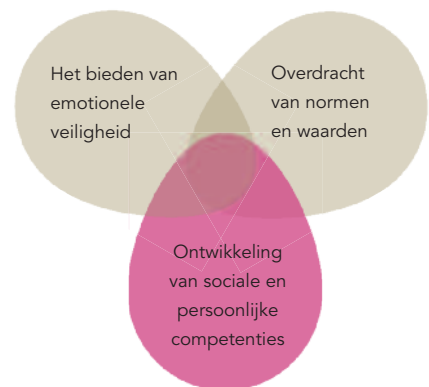 Het bieden van
emotionele
veiligheid
Overdracht
van normen
en waarden
Ontwikkeling
van sociale en
persoonlijke
competenties